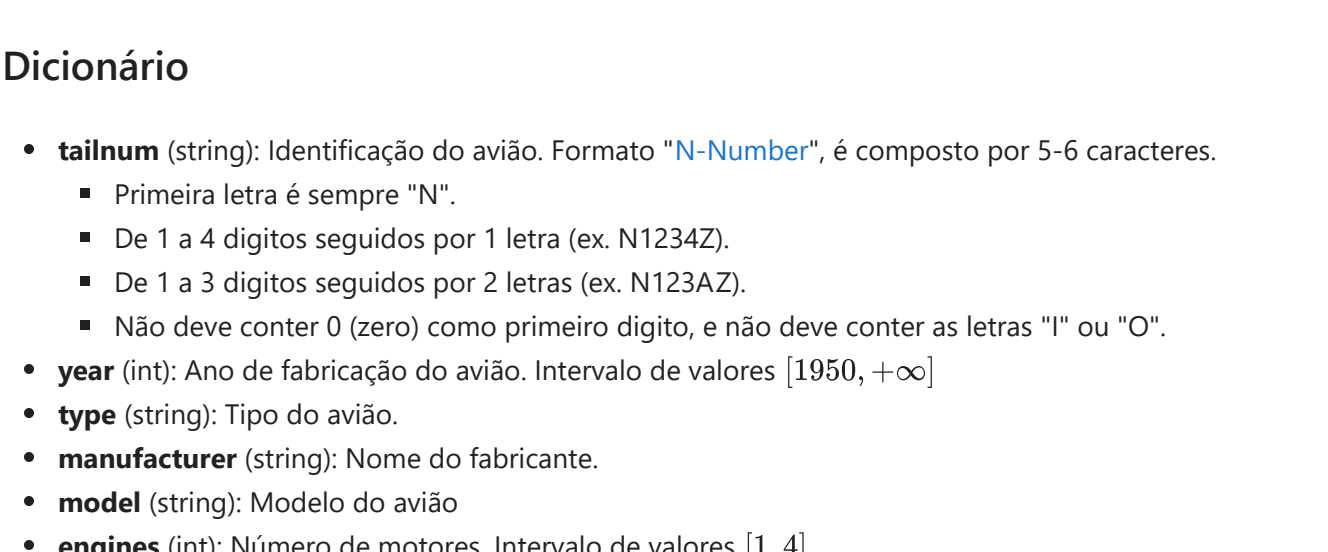 Dicionário
• tailnum (string): Identificação do avião. Formato "N-Number", é composto por 5-6 caracteres.
▪ Primeira letra é sempre "N".
▪ De 1 a 4 digitos seguidos por 1 letra (ex. N1234Z).
▪ De 1 a 3 digitos seguidos por 2 letras (ex. N123AZ).
▪ Não deve conter 0 (zero) como primeiro digito, e não deve conter as letras "I" ou "O".
• year (int): Ano de fabricação do avião. Intervalo de valores [1950, +∞]
• type (string): Tipo do avião.
• manufacturer (string): Nome do fabricante.
• model (string): Modelo do avião
• engines (int): Número de motores. Intervalo de valores [1, 4]